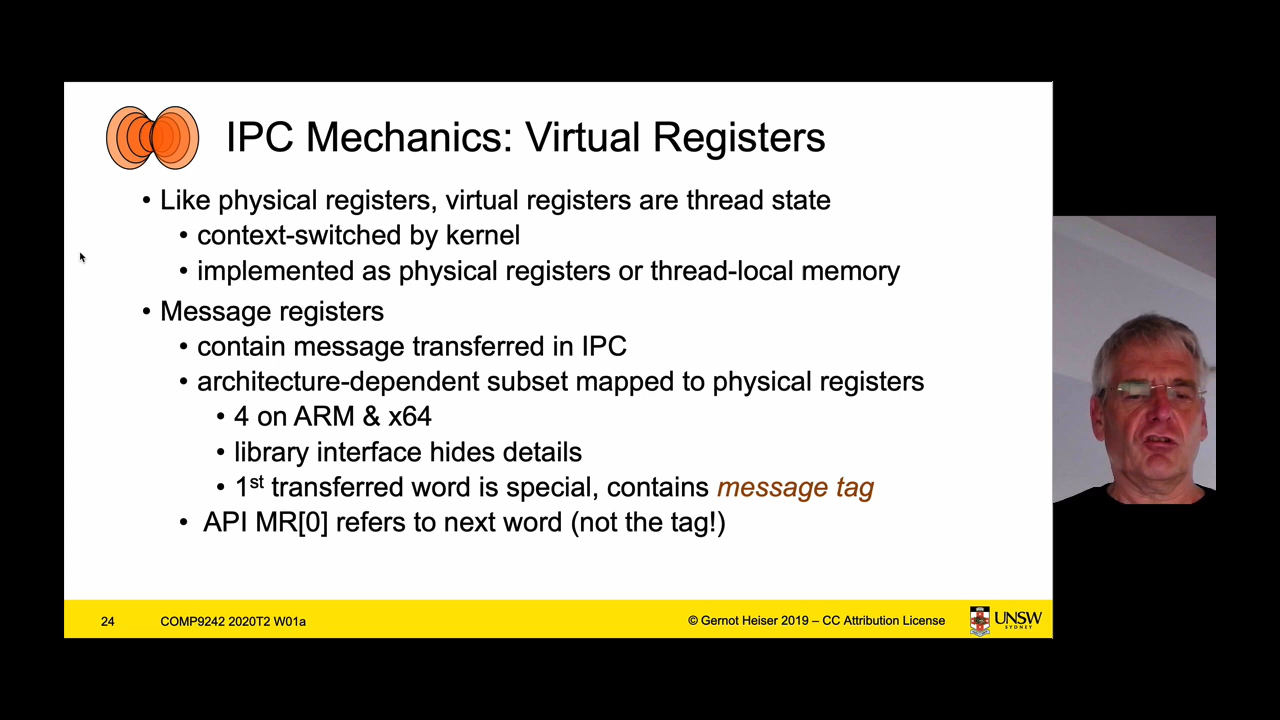 IPC Mechanics: Virtual Registers
• Like physical registers, virtual registers are thread state
• context-switched by kernel
• implemented as physical registers or thread-local memory
• Message registers
• contain message transferred in IPC
• architecture-dependent subset mapped to physical registers
• 4 on ARM & x64
• library interface hides details
• 1st transferred word is special, contains message tag
• API MR[0] refers to next word (not the tag!)
24 COMP9242 2020T2 W01a © Gernot Heiser 2019 – CC Attribution License UNSW
SYDNEY